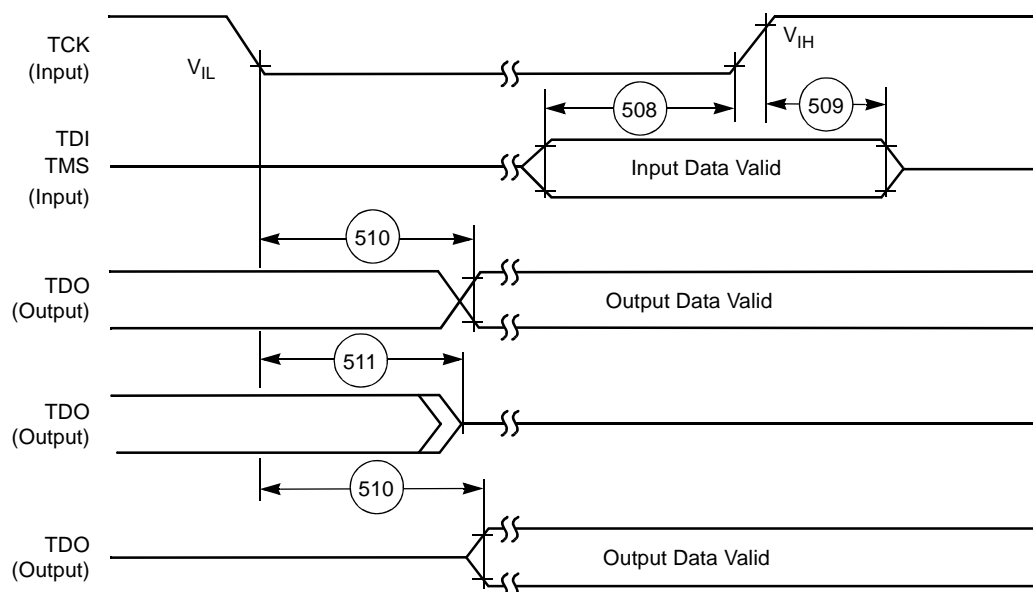 TCK
(Input)
V_IL
V_IH
508
509
TDI
TMS
(Input)
Input Data Valid
510
TDO
(Output)
Output Data Valid
511
TDO
(Output)
510
TDO
(Output)
Output Data Valid